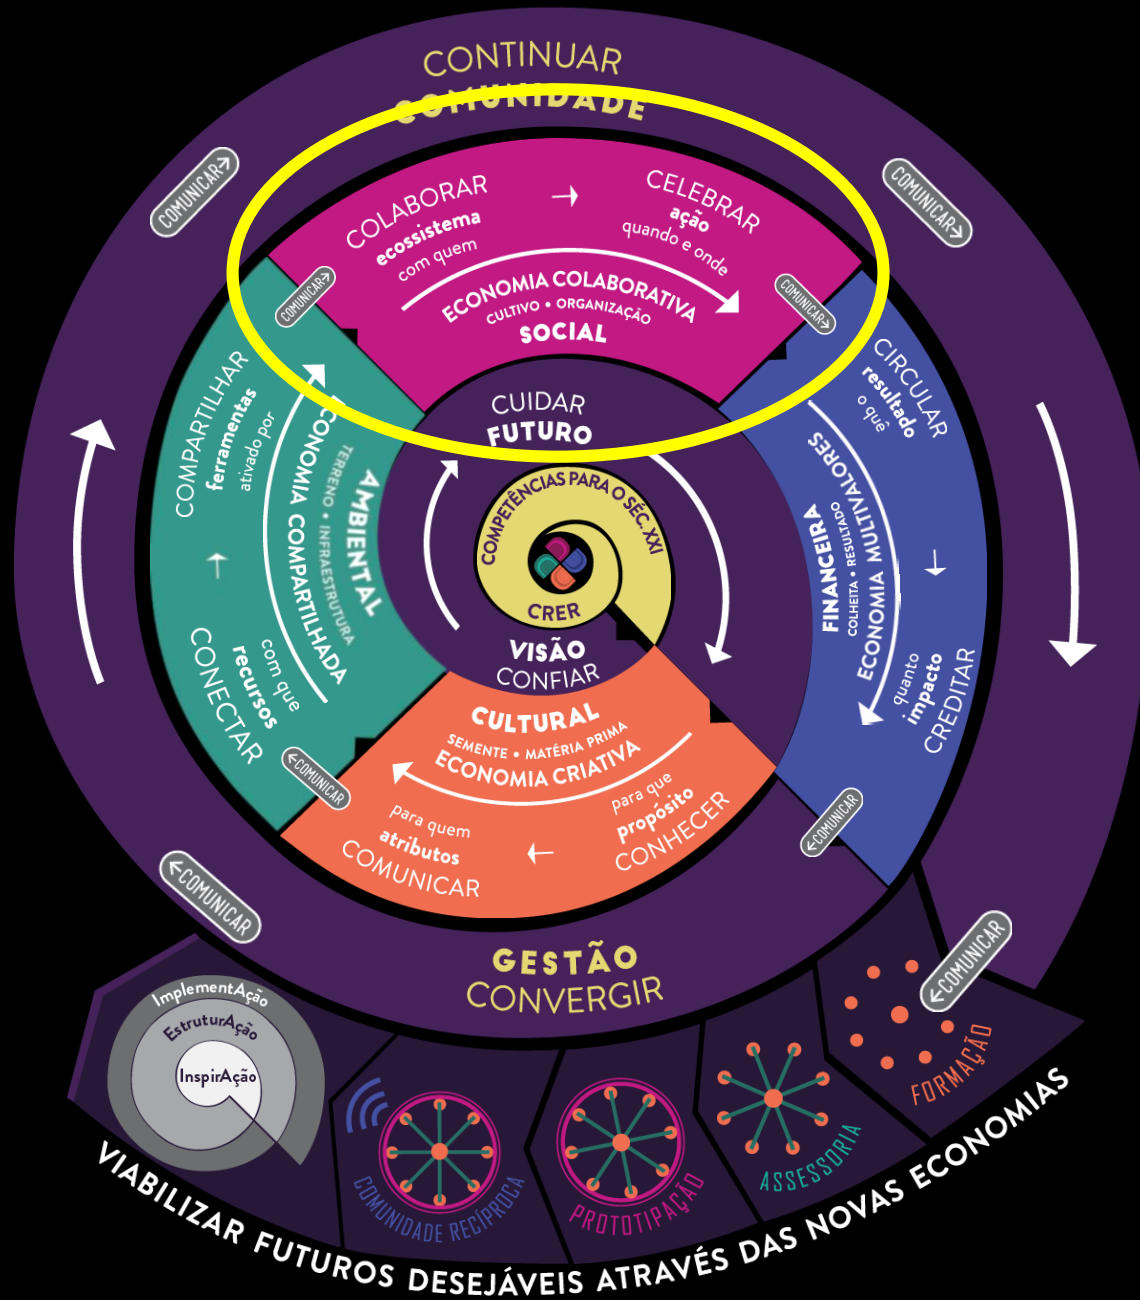 CONTINUAR
COMUNIDADE
COMUNICAR→
COMUNICAR→
COLABORAR
ecossistema
com quem
CELEBRAR
ação
quando e onde
ECONOMIA COLABORATIVA
CULTIVO • ORGANIZAÇÃO
SOCIAL
COMUNICAR→
COMUNICAR→
COMPARTILHAR
ferramentas
ativado por
ECONOMIA COMPARTILHADA
TERRENO • INFRAESTRUTURA
AMBIENTAL
CONECTAR
recursos
com que
CUIDAR
FUTURO
COMPETÊNCIAS PARA O SÉC. XXI
CRER
VISÃO
CONFIAR
CIRCULAR
resultado
o quê
FINANCEIRA
COLHEITA • RESULTADO
ECONOMIA MULTIVALORES
quanto
impacto
CREDITAR
CULTURAL
SEMENTE • MATÉRIA PRIMA
ECONOMIA CRIATIVA
para quem
atributos
COMUNICAR
para que
propósito
CONHECER
←COMUNICAR
←COMUNICAR
←COMUNICAR
←COMUNICAR
GESTÃO
CONVERGIR
ImplementAção
EstruturAção
InspirAção
COMUNIDADE RECÍPROCA
PROTOTIPAÇÃO
ASSESSORIA
FORMAÇÃO
VIABILIZAR FUTUROS DESEJÁVEIS ATRAVÉS DAS NOVAS ECONOMIAS